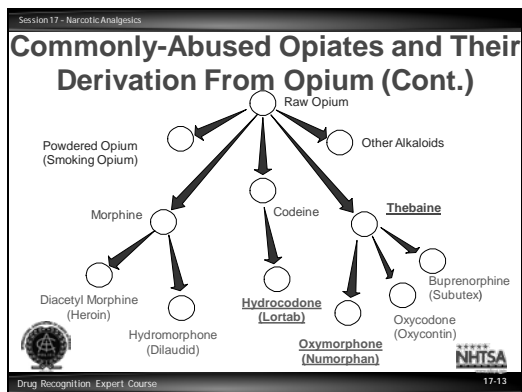 Session 17 - Narcotic Analgesics
Commonly-Abused Opiates and Their
Derivation From Opium (Cont.)
Raw Opium
Powdered Opium
(Smoking Opium)
Other Alkaloids
Morphine
Codeine
Thebaine
Diacetyl Morphine
(Heroin)
Hydromorphone
(Dilaudid)
Hydrocodone
(Lortab)
Oxymorphone
(Numorphan)
Oxycodone
(Oxycontin)
Buprenorphine
(Subutex)
NHTSA
Drug Recognition Expert Course
17-13